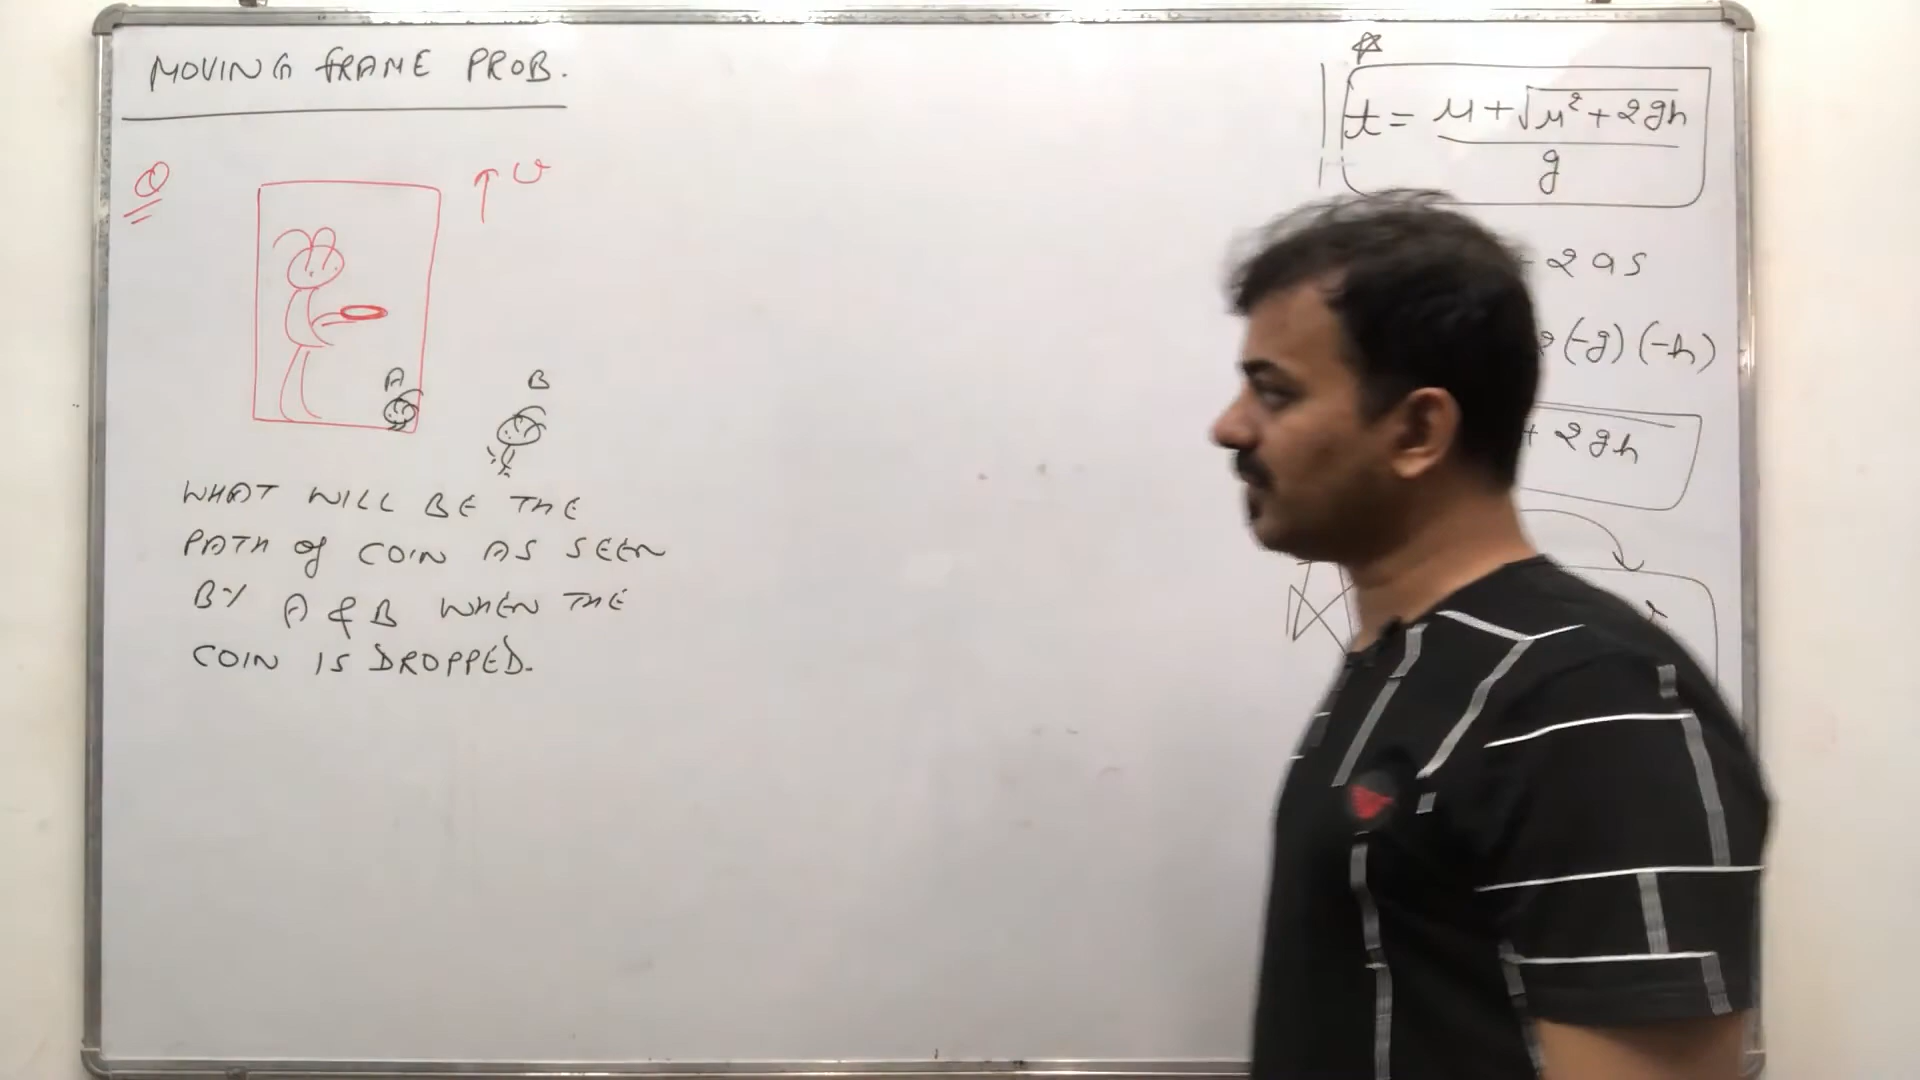 MOVING FRAME PROB.
Q
↑ v
A
B
WHAT WILL BE THE
PATH of COIN AS SEEN
BY A & B WHEN THE
COIN IS DROPPED.
t = u + √u² + 2gh
g
2as
(-g) (-h)
+ 2gh